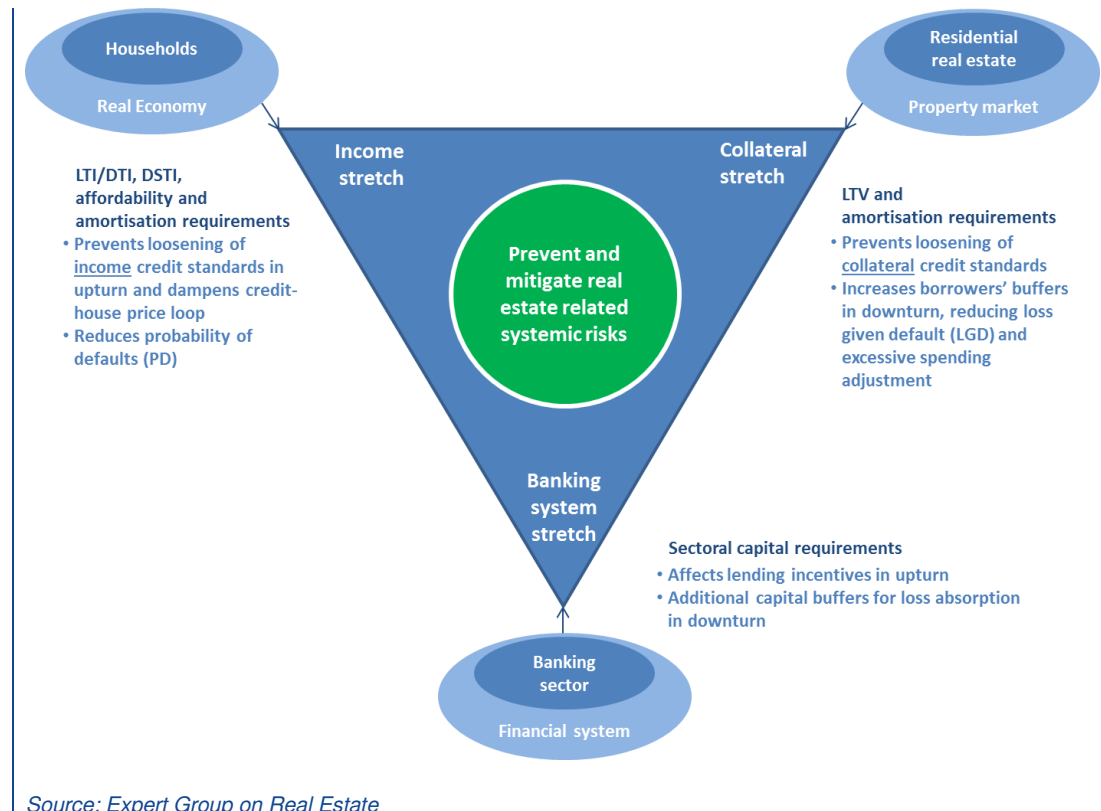 Households
Real Economy
Residential
real estate
Property market
Income
stretch
Collateral
stretch
LTI/DTI, DSTI,
affordability and
amortisation requirements
• Prevents loosening of
income credit standards in
upturn and dampens credit-
house price loop
• Reduces probability of
defaults (PD)
Prevent and
mitigate real
estate related
systemic risks
LTV and
amortisation requirements
• Prevents loosening of
collateral credit standards
• Increases borrowers’ buffers
in downturn, reducing loss
given default (LGD) and
excessive spending
adjustment
Banking
system
stretch
Sectoral capital requirements
• Affects lending incentives in upturn
• Additional capital buffers for loss absorption
in downturn
Banking
sector
Financial system
Source: Expert Group on Real Estate